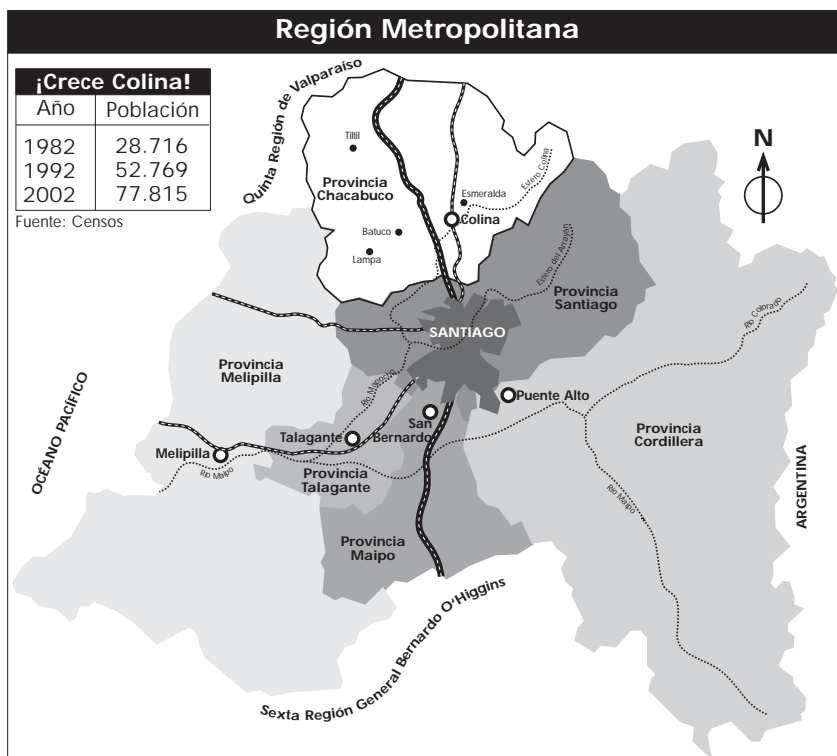 Región Metropolitana
¡Crece Colina!
Año Población
1982 28.716
1992 52.769
2002 77.815
Fuente: Censos
Quinta Región de Valparaíso
N
Tiltil
Provincia
Chacabuco
Estero Colina
Esmeralda
Colina
Batuco
Lampa
Estero del Arrayán
Provincia
Santiago
SANTIAGO
Río Colorado
Provincia
Melipilla
Río Mapocho
Puente Alto
San
Bernardo
Talagante
Provincia
Cordillera
OCÉANO PACÍFICO
Melipilla
Río Maipo
Provincia
Talagante
Río Maipo
ARGENTINA
Provincia
Maipo
Sexta Región General Bernardo O'Higgins